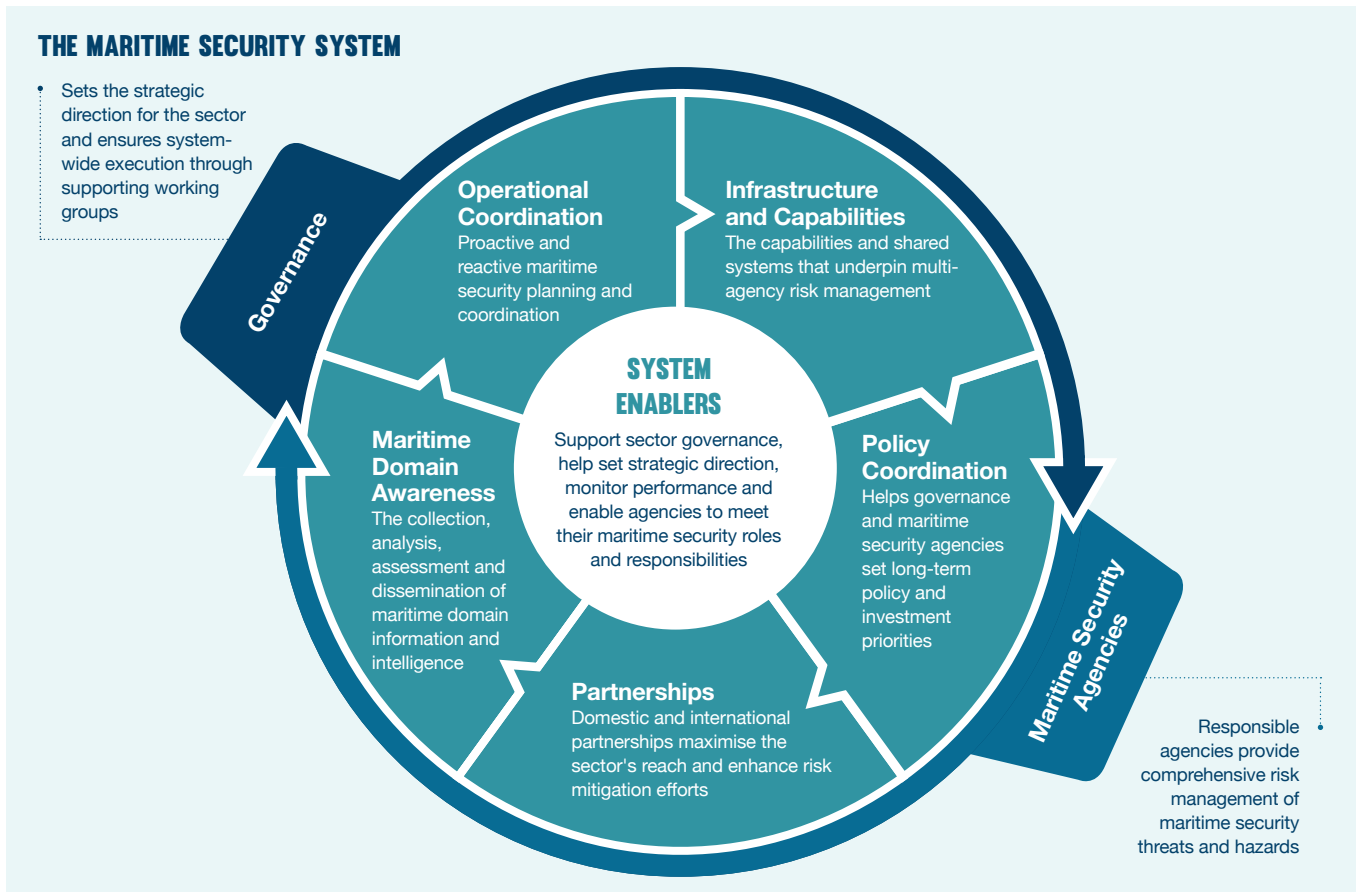 THE MARITIME SECURITY SYSTEM
Sets the strategic
direction for the sector
and ensures system-
wide execution through
supporting working
groups
Governance
Operational
Coordination
Proactive and
reactive maritime
security planning and
coordination
Infrastructure
and Capabilities
The capabilities and shared
systems that underpin multi-
agency risk management
SYSTEM
ENABLERS
Support sector governance,
help set strategic direction,
monitor performance and
enable agencies to meet
their maritime security roles
and responsibilities
Maritime
Domain
Awareness
The collection,
analysis,
assessment and
dissemination of
maritime domain
information and
intelligence
Policy
Coordination
Helps governance
and maritime
security agencies
set long-term
policy and
investment
priorities
Partnerships
Domestic and international
partnerships maximise the
sector's reach and enhance risk
mitigation efforts
Maritime Security
Agencies
Responsible
agencies provide
comprehensive risk
management of
maritime security
threats and hazards